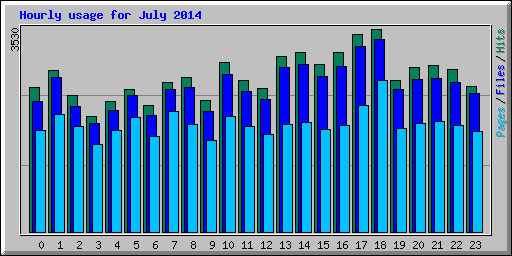 Hourly usage for July 2014
3530
Pages / Files / Hits
0 1 2 3 4 5 6 7 8 9 10 11 12 13 14 15 16 17 18 19 20 21 22 23